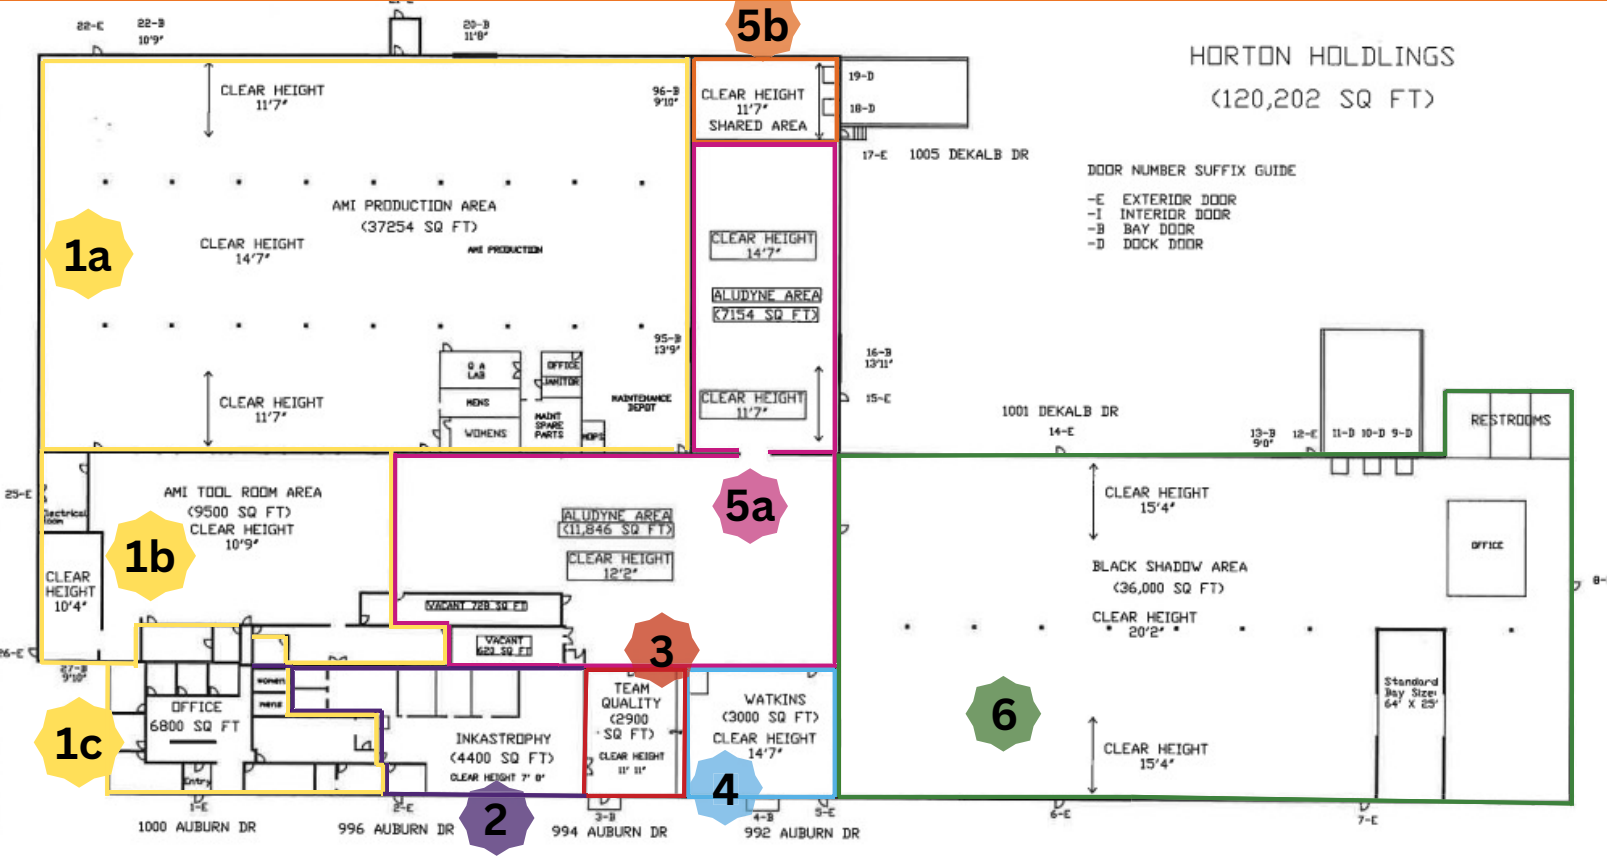 5b
22-E
22-B
10'9"
20-B
11'8"
HORTON HOLDLINGS
(120,202 SQ FT)
CLEAR HEIGHT
11'7"
96-B
9'10"
CLEAR HEIGHT
11'7"
SHARED AREA
19-D
18-D
17-E
1005 DEKALB DR
DOOR NUMBER SUFFIX GUIDE
-E EXTERIOR DOOR
-I INTERIOR DOOR
-B BAY DOOR
-D DOCK DOOR
AMI PRODUCTION AREA
(37254 SQ FT)
AMI PRODUCTION
1a
CLEAR HEIGHT
14'7"
CLEAR HEIGHT
14'7"
ALUDYNE AREA
(7154 SQ FT)
95-B
13'9"
16-B
13'11"
15-E
Q A
LAB
OFFICE
JANITOR
MENS
WOMENS
MAINT
SPARE
PARTS
MOPS
MAINTENANCE
DEPOT
CLEAR HEIGHT
11'7"
CLEAR HEIGHT
11'7"
1001 DEKALB DR
14-E
13-B
9'0"
12-E
11-D
10-D
9-D
RESTROOMS
25-E
Electrical
Room
AMI TOOL ROOM AREA
(9500 SQ FT)
CLEAR HEIGHT
10'9"
1b
CLEAR
HEIGHT
10'4"
5a
ALUDYNE AREA
(11,846 SQ FT)
CLEAR HEIGHT
12'2"
VACANT 728 SQ FT
VACANT
620 SQ FT
CLEAR HEIGHT
15'4"
OFFICE
BLACK SHADOW AREA
(36,000 SQ FT)
CLEAR HEIGHT
20'2"
26-E
27-B
9'10"
3
women
mens
OFFICE
6800 SQ FT
1c
Entry
INKASTROPHY
(4400 SQ FT)
CLEAR HEIGHT 7' 8"
TEAM
QUALITY
(2900
SQ FT)
CLEAR HEIGHT
11' 11"
WATKINS
(3000 SQ FT)
CLEAR HEIGHT
14'7"
4
6
CLEAR HEIGHT
15'4"
Standard
Bay Size:
64' X 25'
1-E
2-E
2
3-B
4-B
5-E
6-E
7-E
1000 AUBURN DR
996 AUBURN DR
994 AUBURN DR
992 AUBURN DR